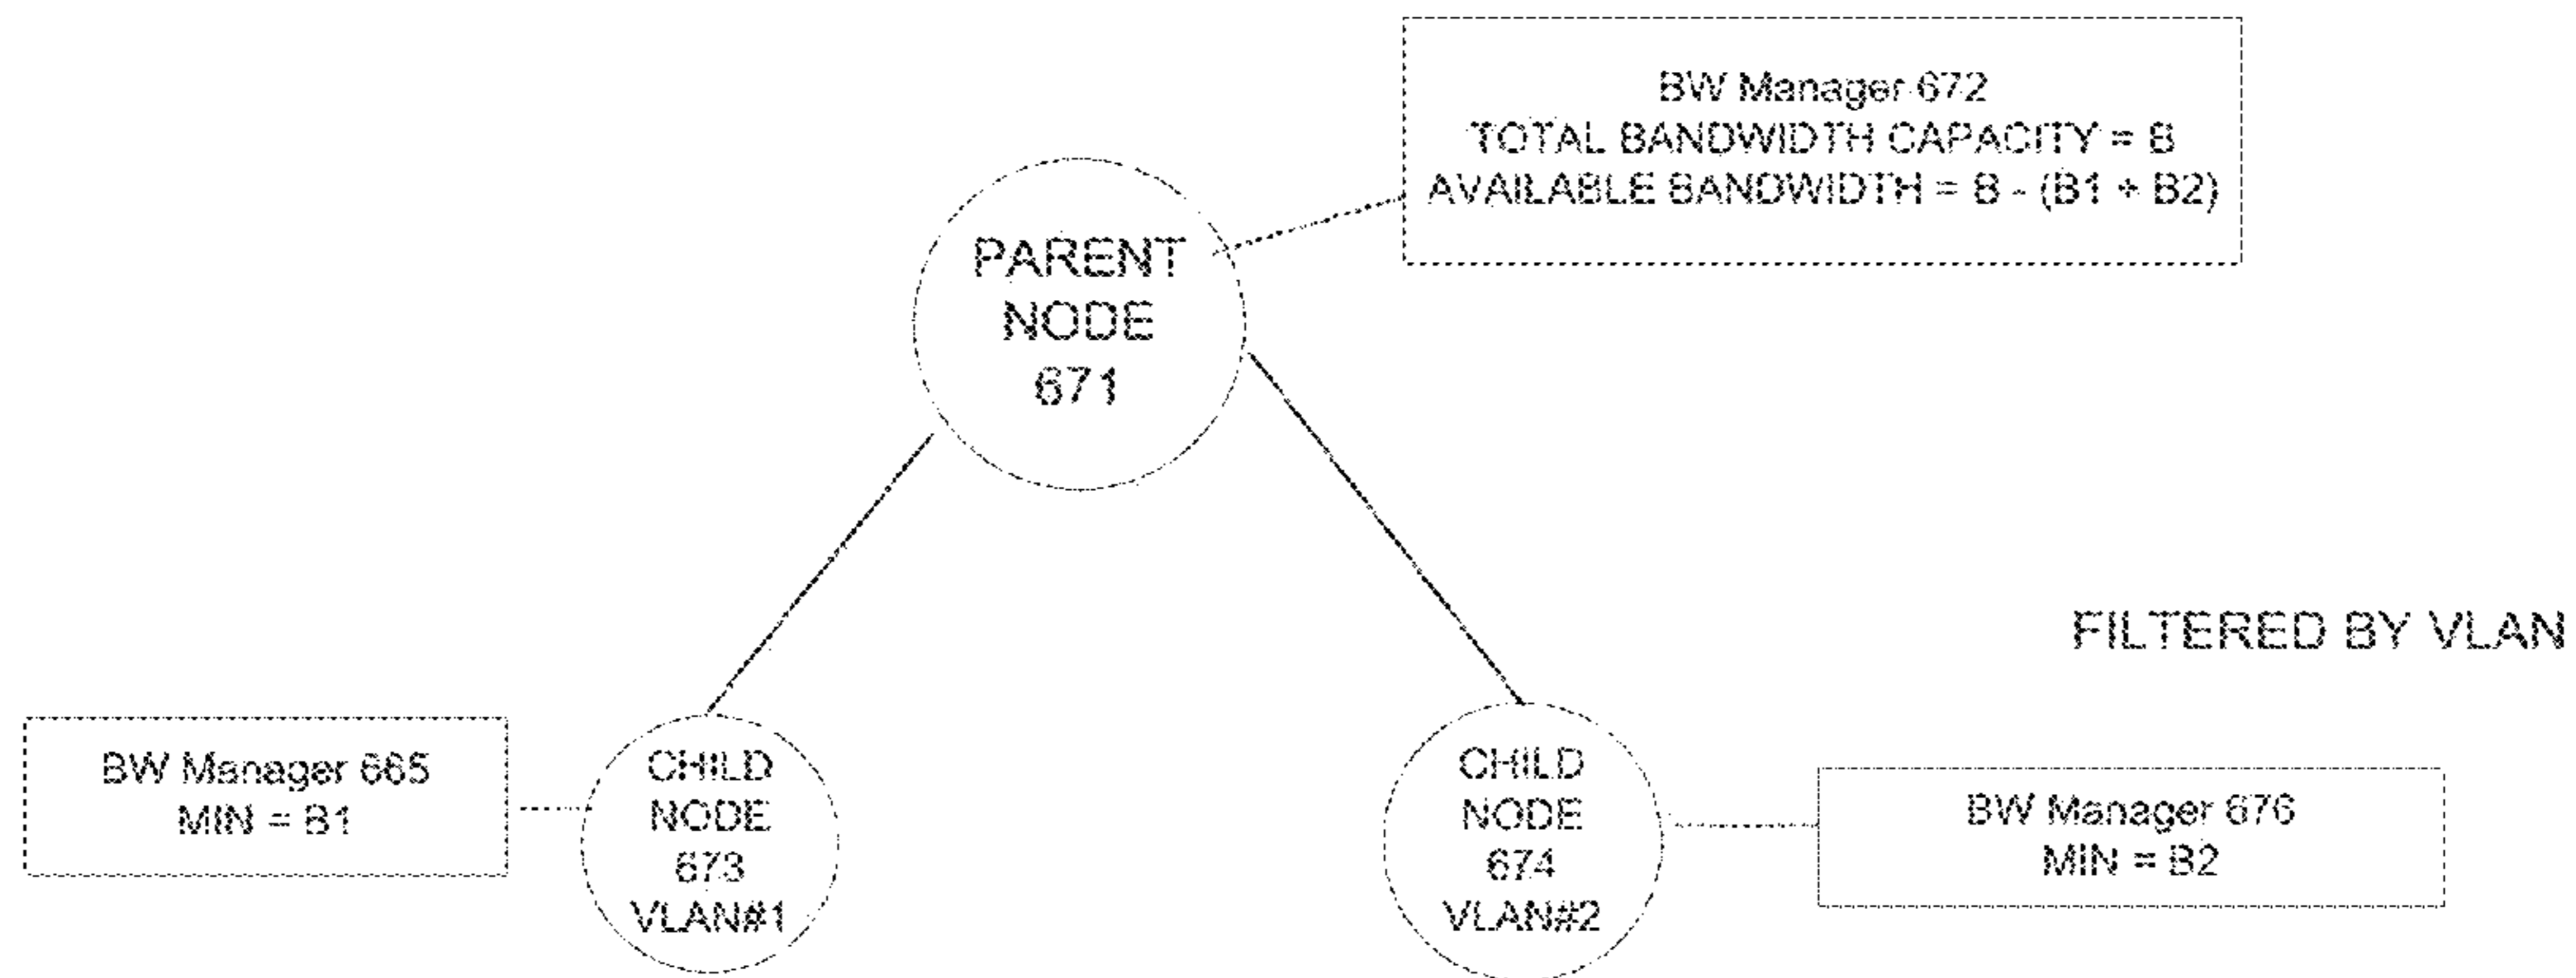 BW Manager 672
TOTAL BANDWIDTH CAPACITY = B
AVAILABLE BANDWIDTH = B - (B1 + B2)
PARENT
NODE
671
FILTERED BY VLAN
BW Manager 665
MIN = B1
CHILD
NODE
673
VLAN#1
CHILD
NODE
674
VLAN#2
BW Manager 676
MIN = B2